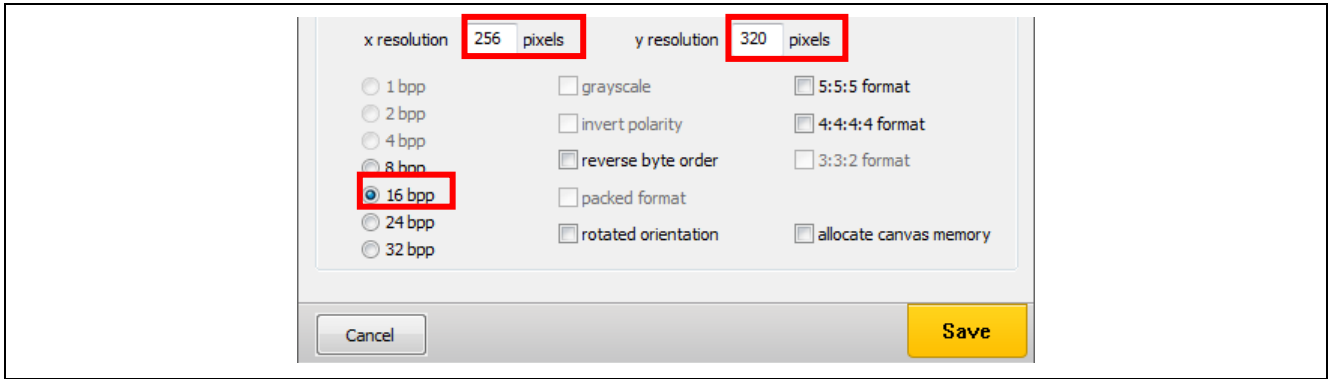 x resolution 256 pixels y resolution 320 pixels
1 bpp grayscale 5:5:5 format
2 bpp invert polarity 4:4:4:4 format
4 bpp
8 bpp reverse byte order 3:3:2 format
16 bpp packed format
24 bpp rotated orientation allocate canvas memory
32 bpp
Cancel Save